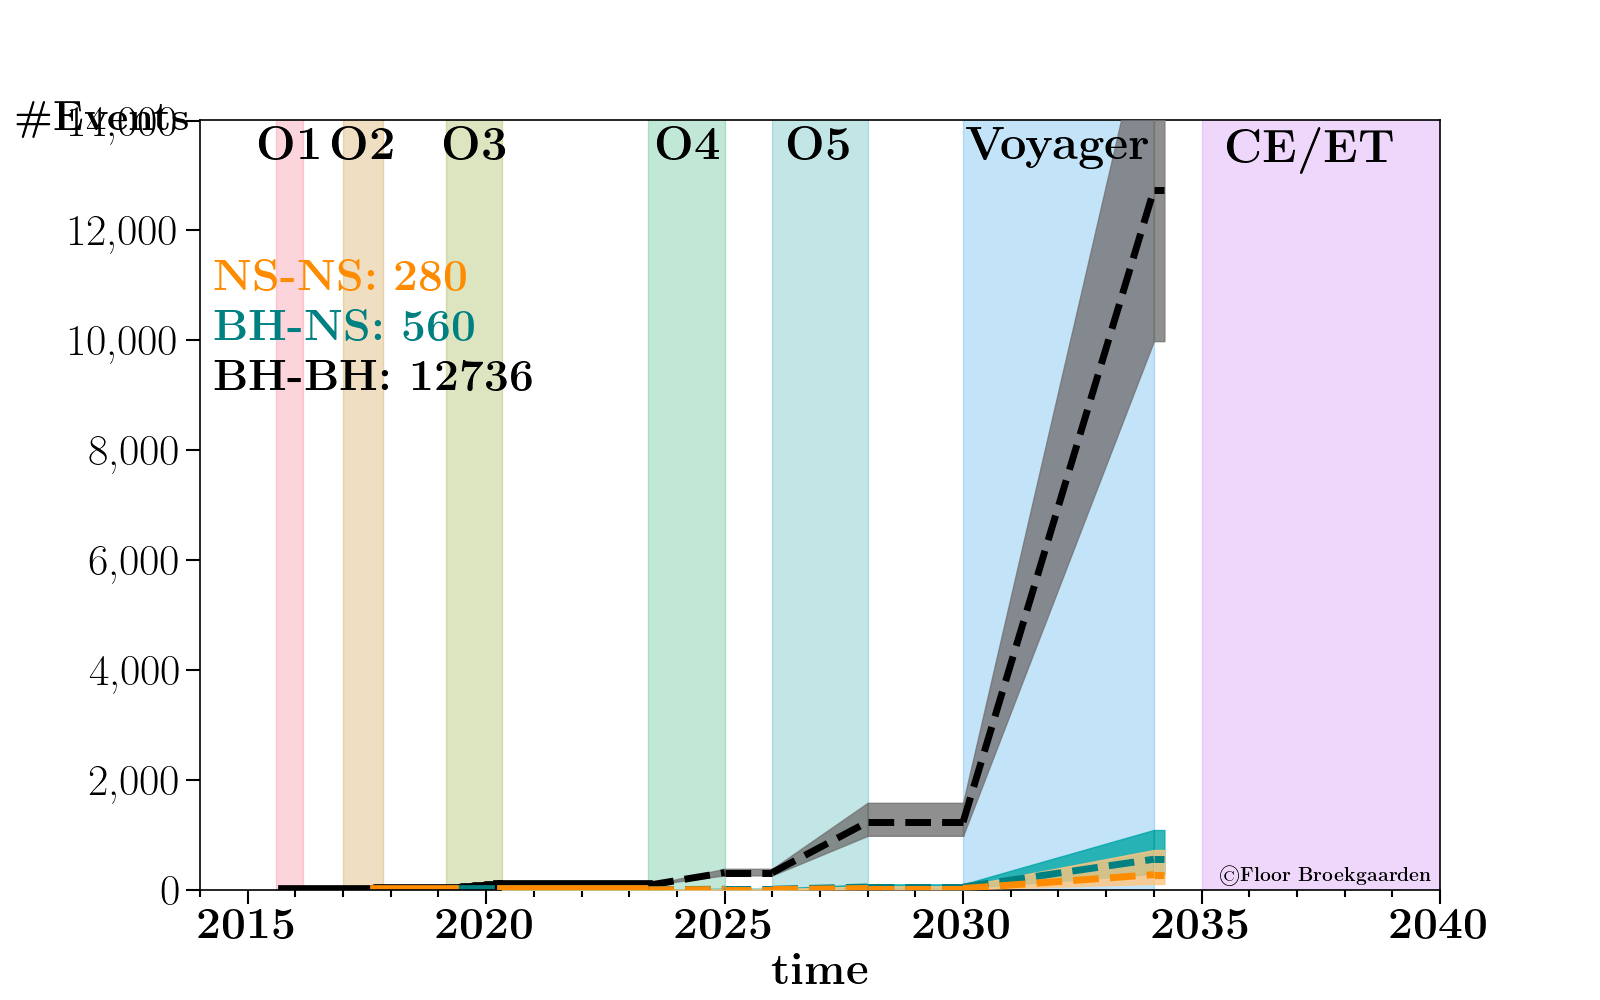 #Events
14,000
O1 O2 O3 O4 O5 Voyager CE/ET
12,000
NS-NS: 280
BH-NS: 560
10,000
BH-BH: 12736
8,000
6,000
4,000
2,000
©Floor Broekgaarden
0
2015 2020 2025 2030 2035 2040
time